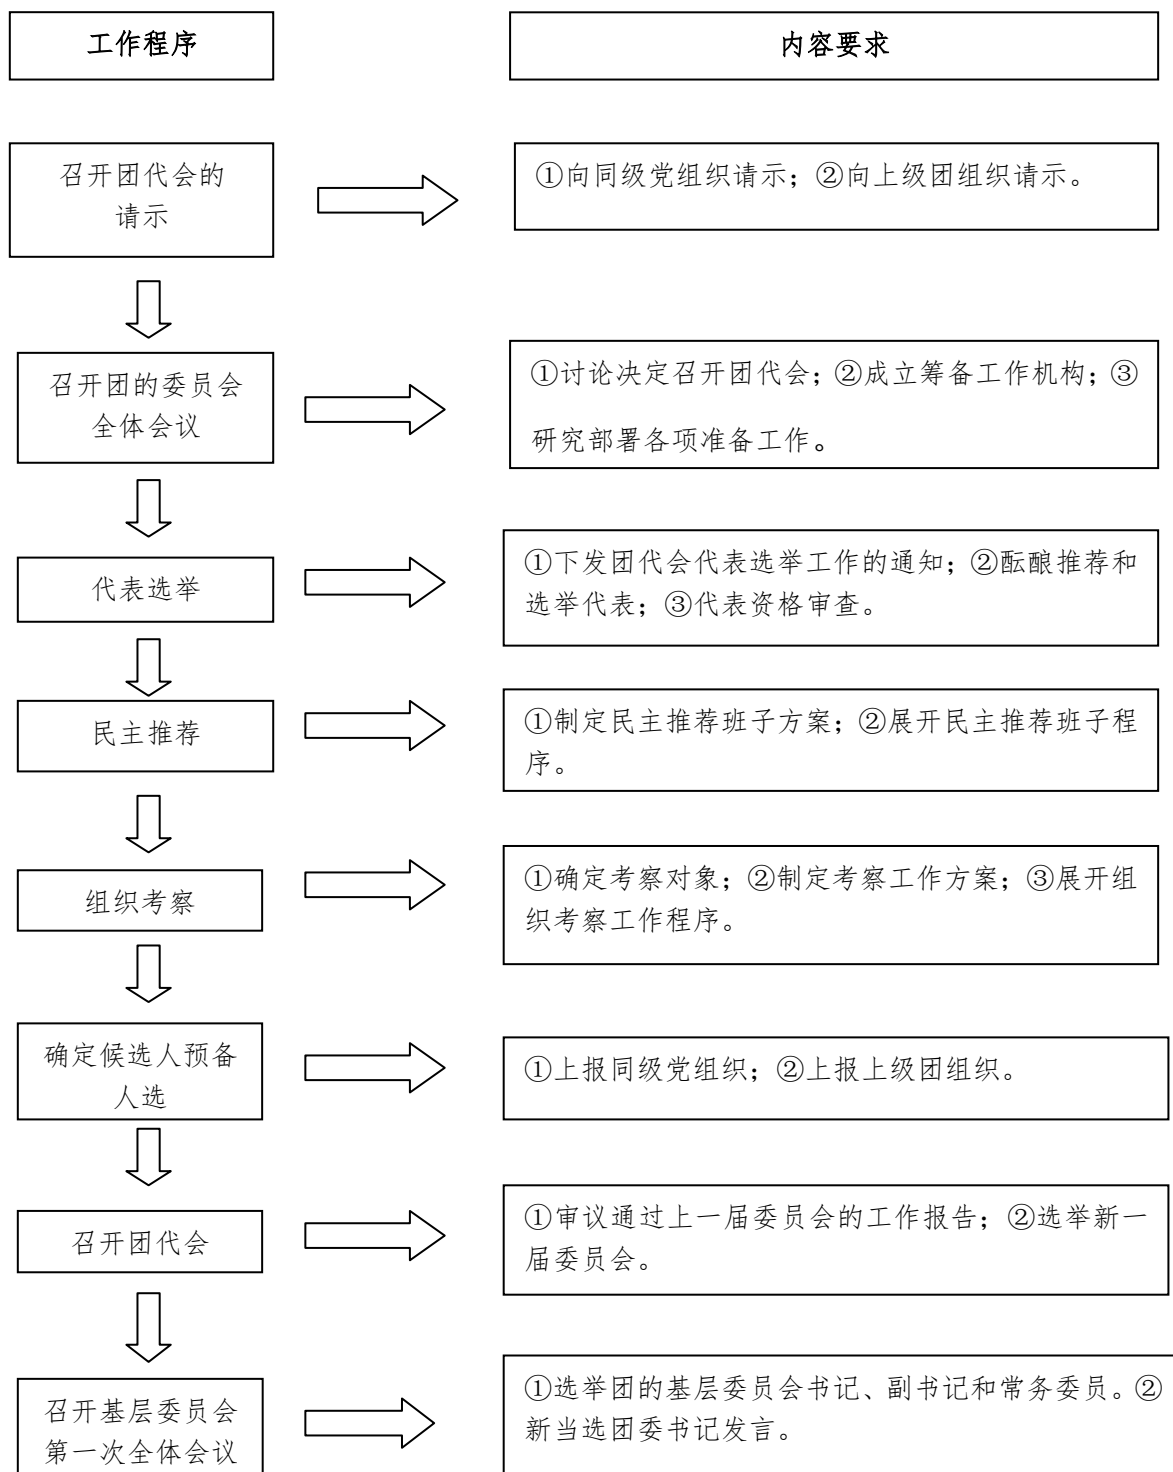 工作程序
内容要求
召开团代会的
请示
①向同级党组织请示；②向上级团组织请示。
召开团的委员会
全体会议
①讨论决定召开团代会；②成立筹备工作机构；③
研究部署各项准备工作。
代表选举
①下发团代会代表选举工作的通知；②酝酿推荐和
选举代表；③代表资格审查。
民主推荐
①制定民主推荐班子方案；②展开民主推荐班子程
序。
组织考察
①确定考察对象；②制定考察工作方案；③展开组
织考察工作程序。
确定候选人预备
人选
①上报同级党组织；②上报上级团组织。
召开团代会
①审议通过上一届委员会的工作报告；②选举新一
届委员会。
召开基层委员会
第一次全体会议
①选举团的基层委员会书记、副书记和常务委员。②
新当选团委书记发言。